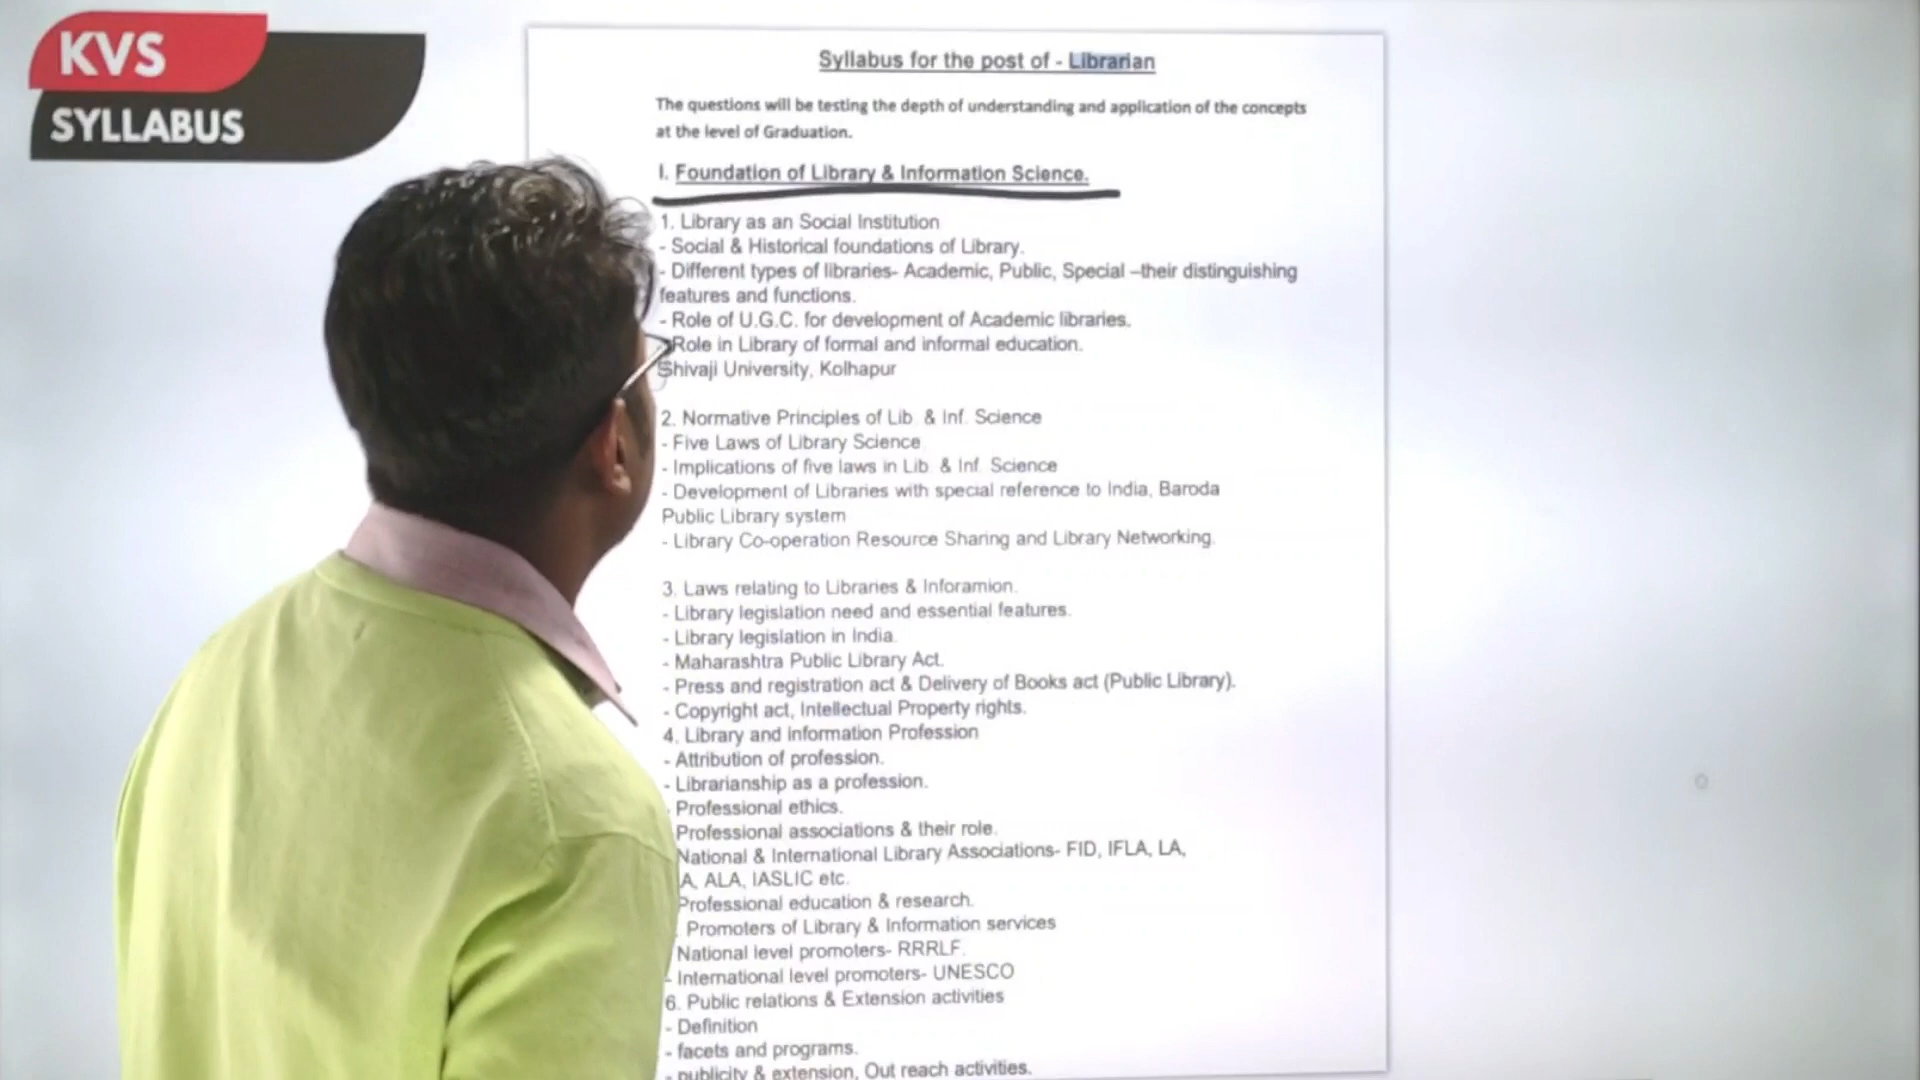 KVS
SYLLABUS
Syllabus for the post of - Librarian
The questions will be testing the depth of understanding and application of the concepts
at the level of Graduation.
I. Foundation of Library & Information Science.
1. Library as an Social Institution
- Social & Historical foundations of Library.
- Different types of libraries- Academic, Public, Special –their distinguishing
features and functions.
- Role of U.G.C. for development of Academic libraries.
Role in Library of formal and informal education.
Shivaji University, Kolhapur
2. Normative Principles of Lib. & Inf. Science
- Five Laws of Library Science
- Implications of five laws in Lib. & Inf. Science
- Development of Libraries with special reference to India, Baroda
Public Library system
- Library Co-operation Resource Sharing and Library Networking.
3. Laws relating to Libraries & Inforamion.
- Library legislation need and essential features.
- Library legislation in India.
- Maharashtra Public Library Act.
- Press and registration act & Delivery of Books act (Public Library).
- Copyright act, Intellectual Property rights.
4. Library and information Profession
- Attribution of profession.
- Librarianship as a profession.
- Professional ethics.
Professional associations & their role.
National & International Library Associations- FID, IFLA, LA,
A, ALA, IASLIC etc.
Professional education & research.
Promoters of Library & Information services
National level promoters- RRRLF.
- International level promoters- UNESCO
6. Public relations & Extension activities
- Definition
- facets and programs.
- publicity & extension, Out reach activities.